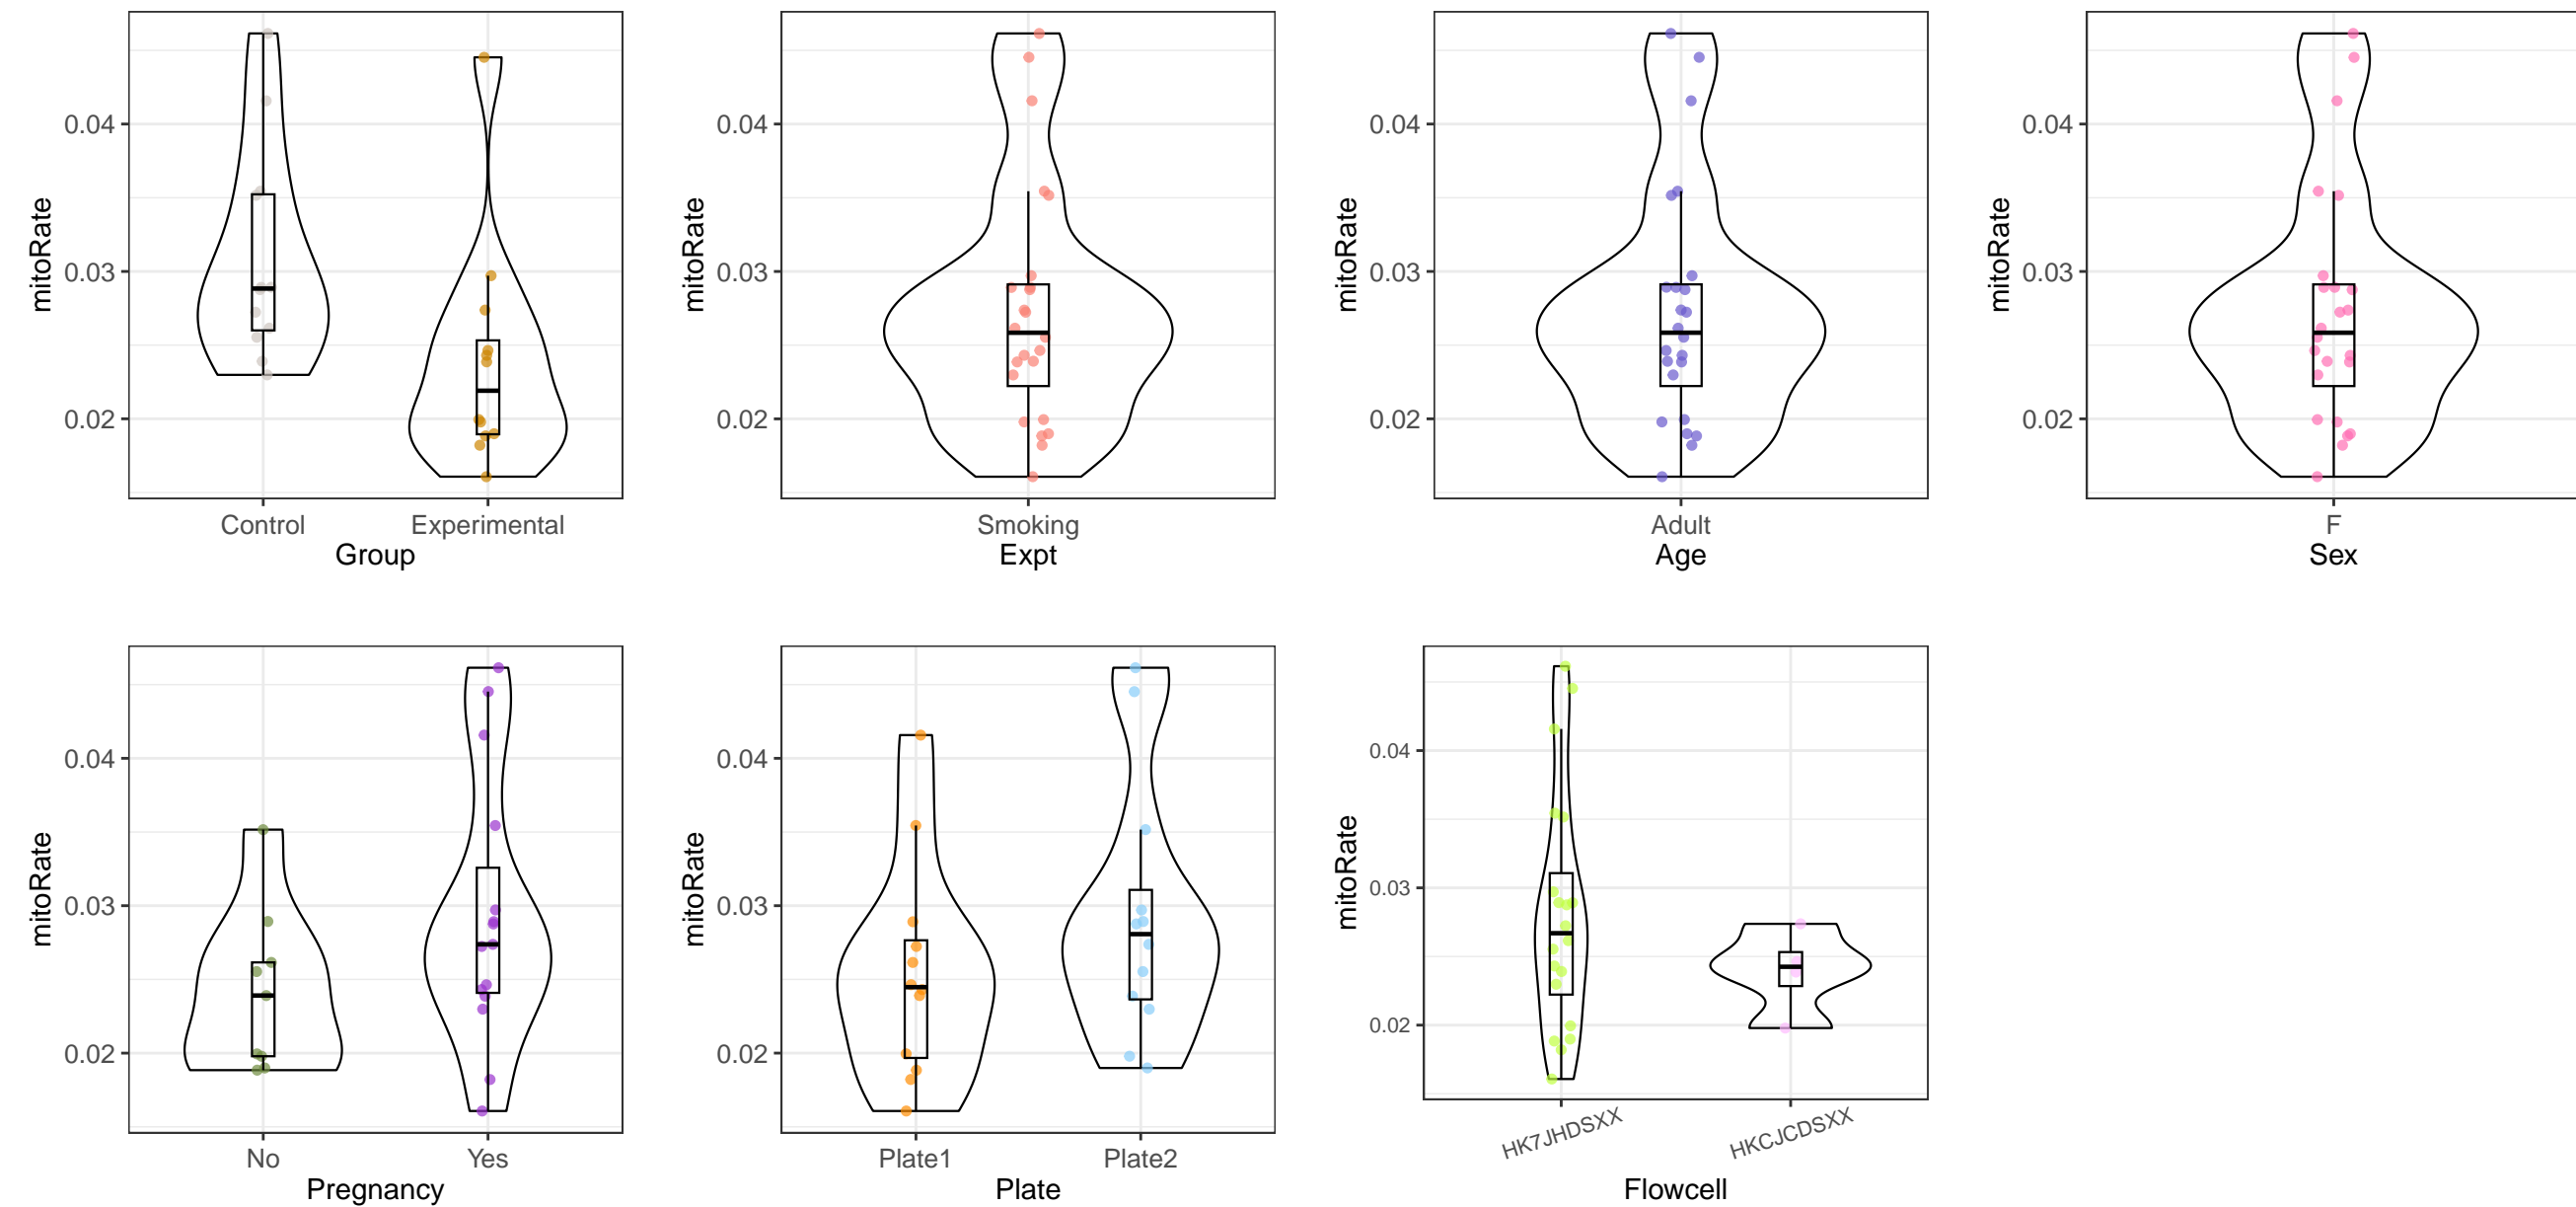 mitoRate
0.04
0.03
0.02
Control Experimental
Group
mitoRate
0.04
0.03
0.02
Smoking
Expt
mitoRate
0.04
0.03
0.02
Adult
Age
mitoRate
0.04
0.03
0.02
F
Sex
mitoRate
0.04
0.03
0.02
No Yes
Pregnancy
mitoRate
0.04
0.03
0.02
Plate1 Plate2
Plate
mitoRate
0.04
0.03
0.02
HK7JHDSXX HKCJCDSXX
Flowcell